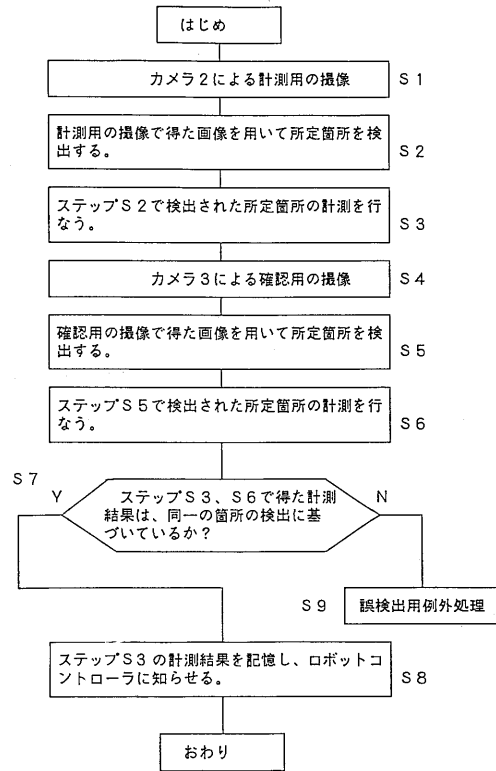 はじめ
カメラ2による計測用の撮像
S1
計測用の撮像で得た画像を用いて所定箇所を検
出する。
S2
ステップS2で検出された所定箇所の計測を行
なう。
S3
カメラ3による確認用の撮像
S4
確認用の撮像で得た画像を用いて所定箇所を検
出する。
S5
ステップS5で検出された所定箇所の計測を行
なう。
S6
S7
Y
ステップS3、S6で得た計測
結果は、同一の箇所の検出に基
づいているか?
N
S9
誤検出用例外処理
ステップS3の計測結果を記憶し、ロボットコ
ントローラに知らせる。
S8
おわり